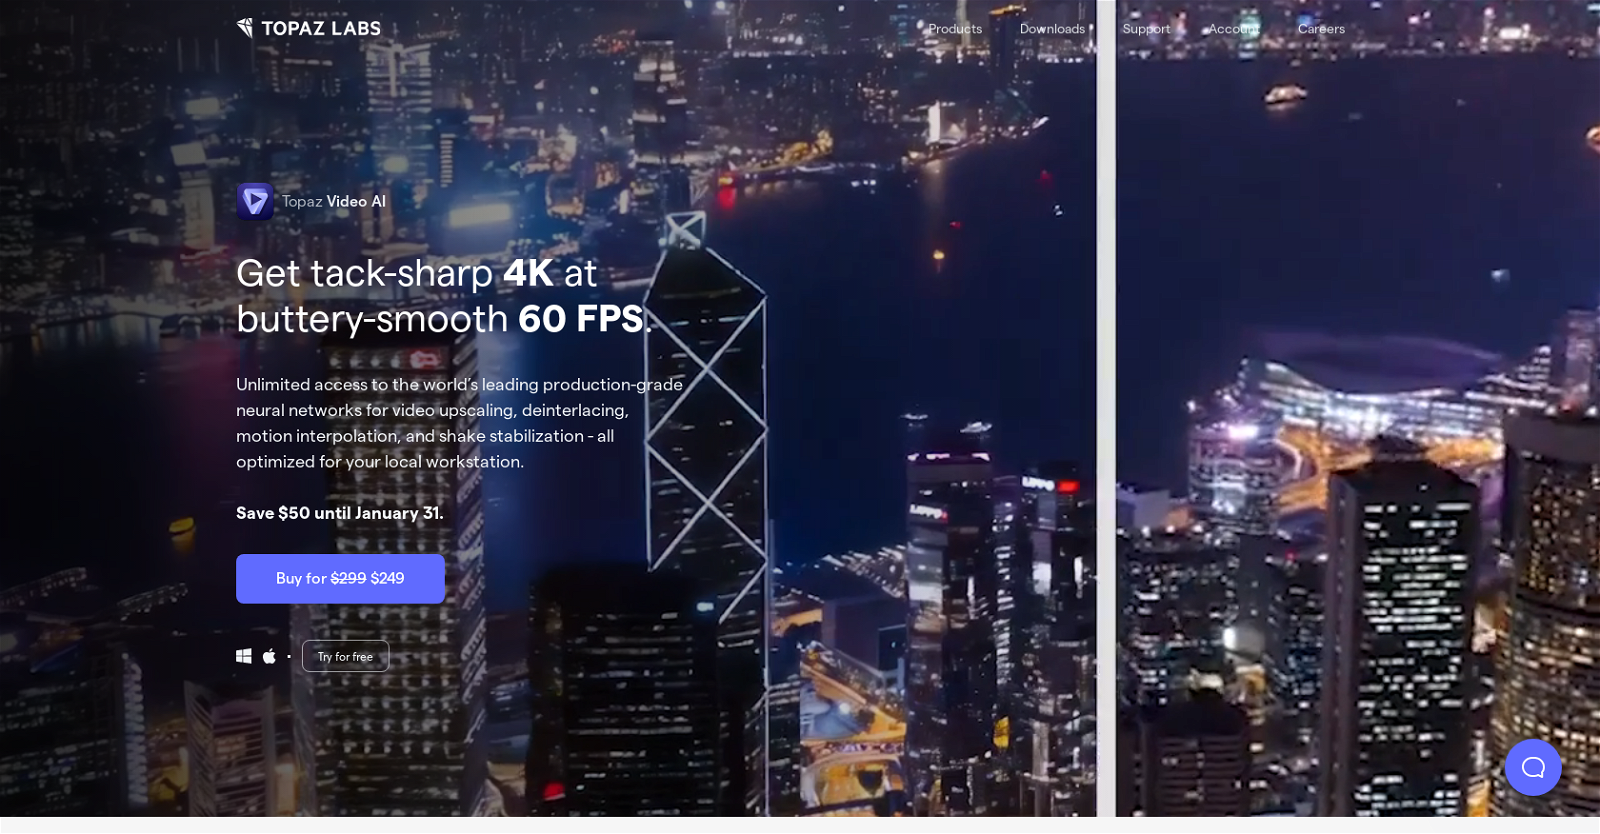 TOPAZ LABS
Products Downloads Support Account Careers
Topaz Video AI
Get tack-sharp 4K at
buttery-smooth 60 FPS.
Unlimited access to the world's leading production-grade
neural networks for video upscaling, deinterlacing,
motion interpolation, and shake stabilization - all
optimized for your local workstation.
Save $50 until January 31.
Buy for $299 $249
Try for free
LIPPO
LIPPO